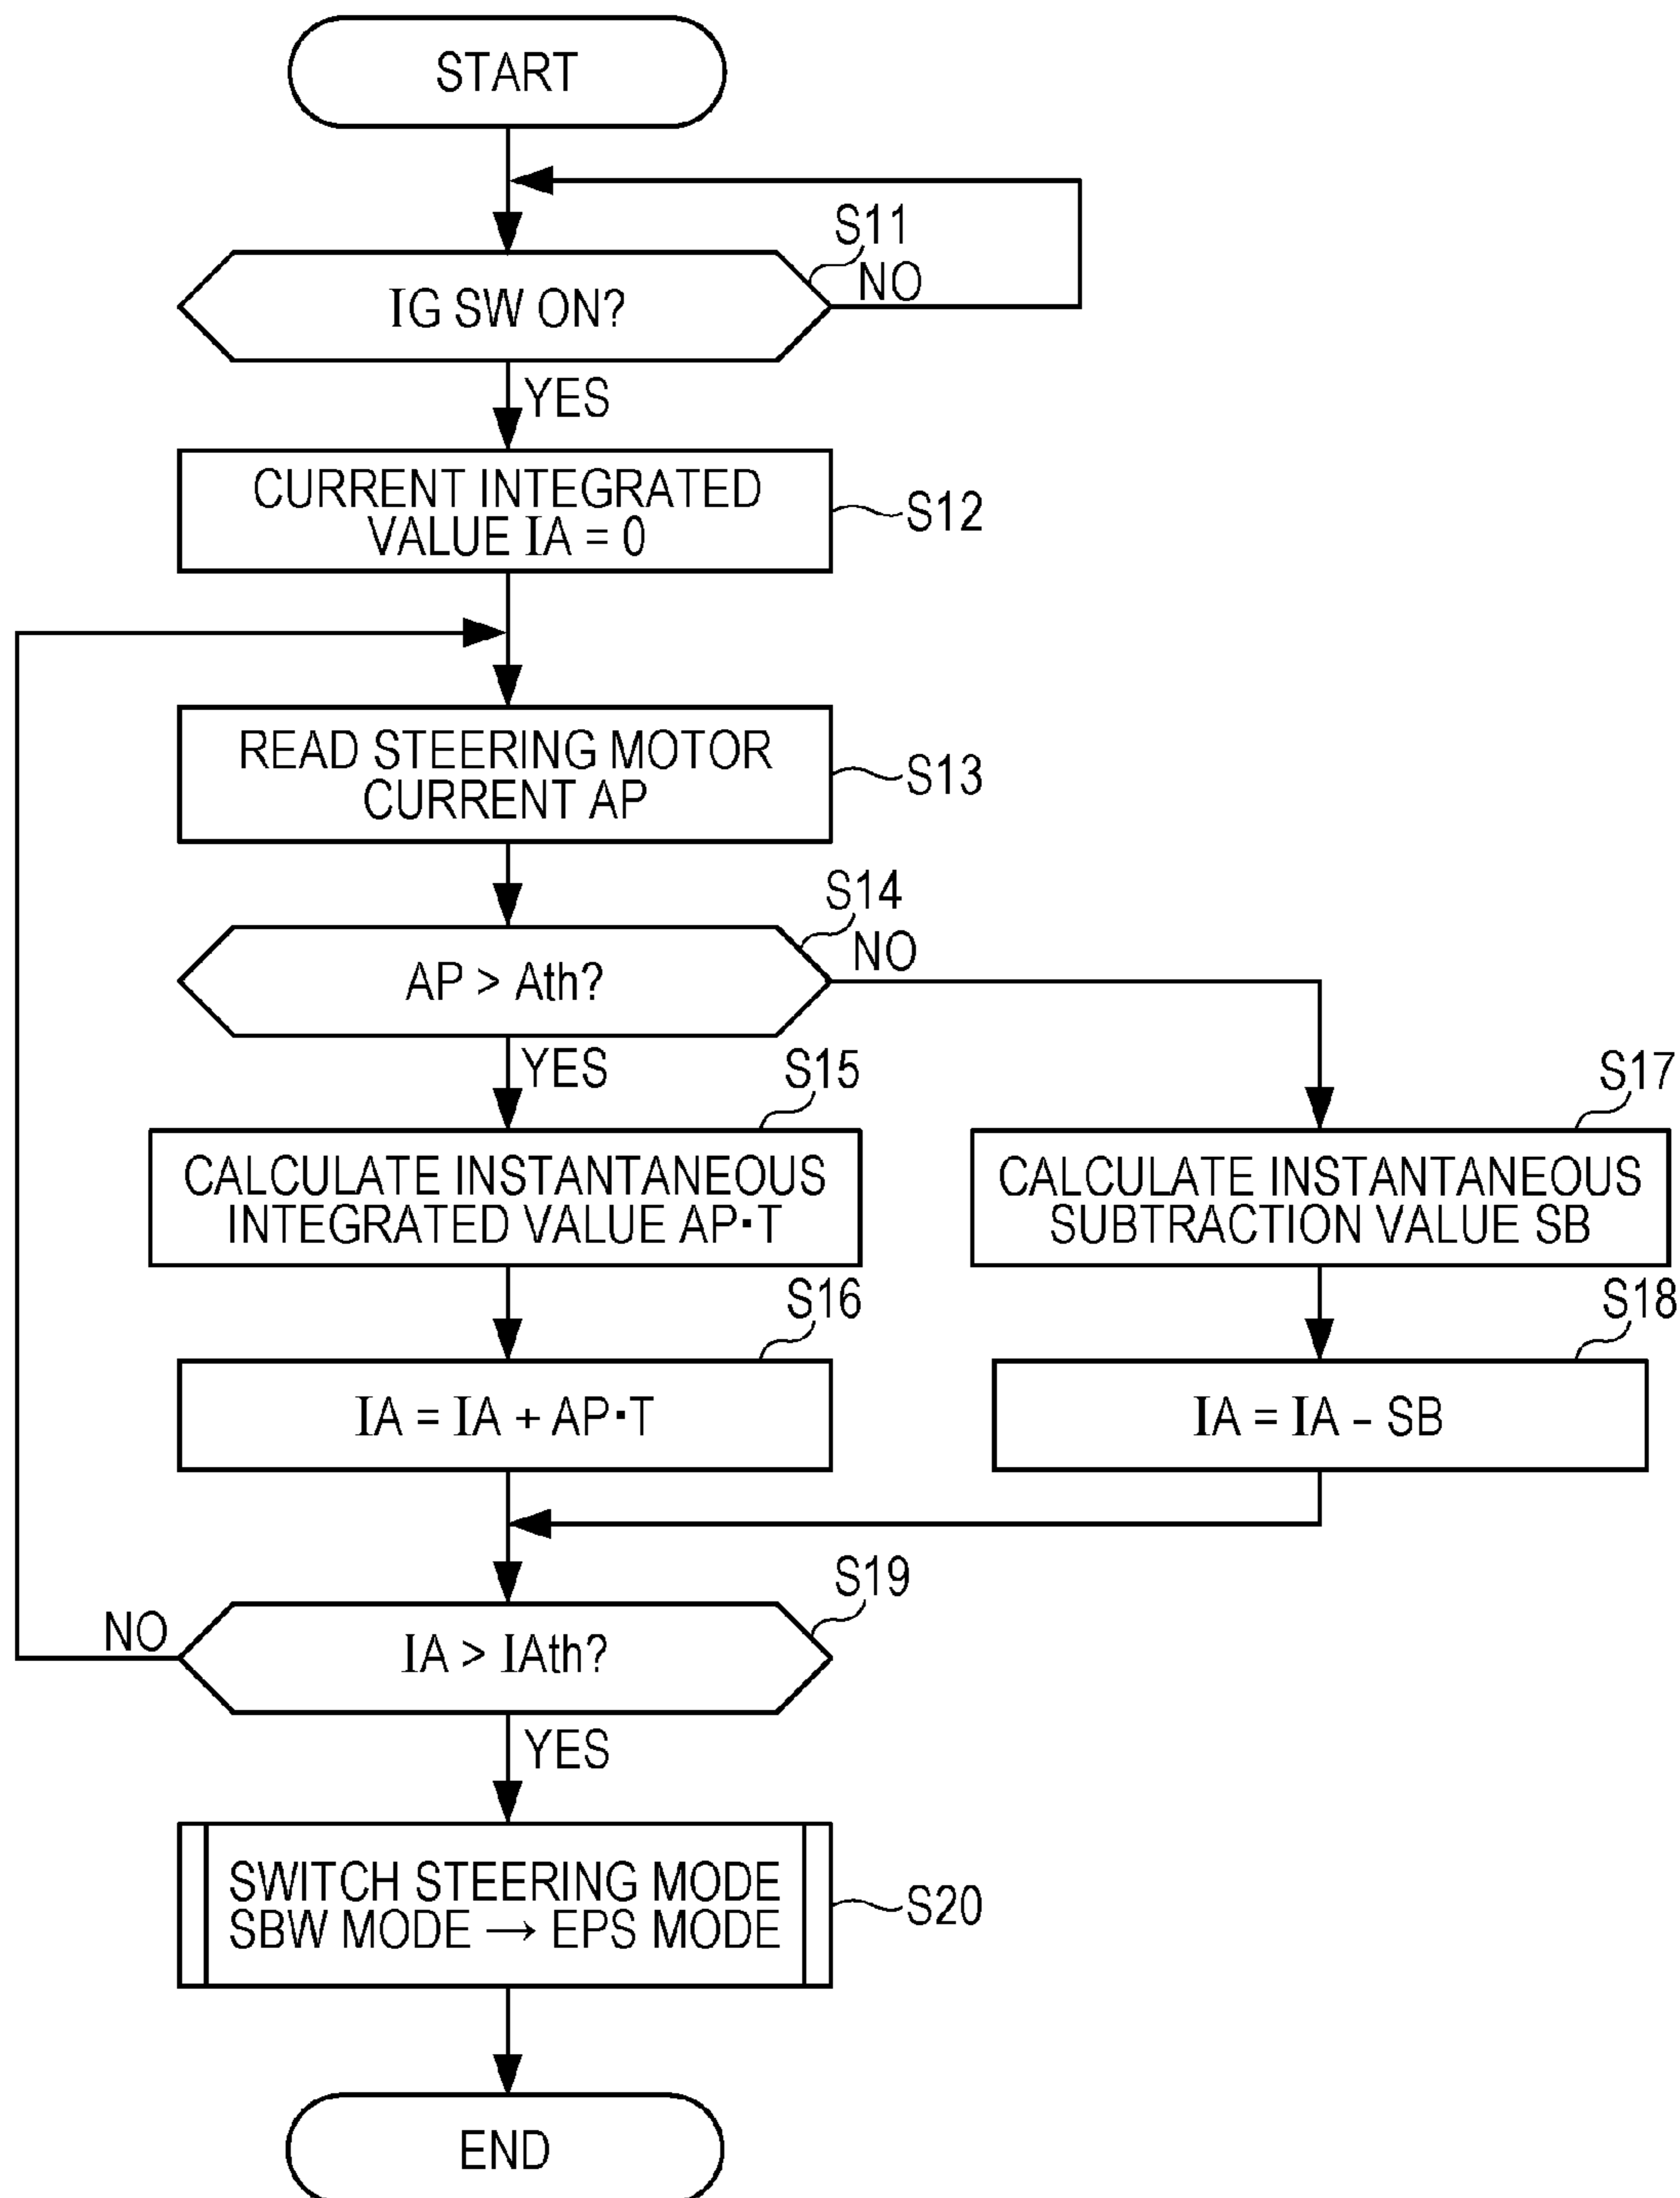 START
S11
NO
IG SW ON?
YES
CURRENT INTEGRATED
VALUE IA = 0
S12
READ STEERING MOTOR
CURRENT AP
S13
S14
NO
AP > Ath?
YES
S15
S17
CALCULATE INSTANTANEOUS
INTEGRATED VALUE AP·T
CALCULATE INSTANTANEOUS
SUBTRACTION VALUE SB
S16
S18
IA = IA + AP·T
IA = IA – SB
S19
NO
IA > IAth?
YES
SWITCH STEERING MODE
SBW MODE → EPS MODE
S20
END